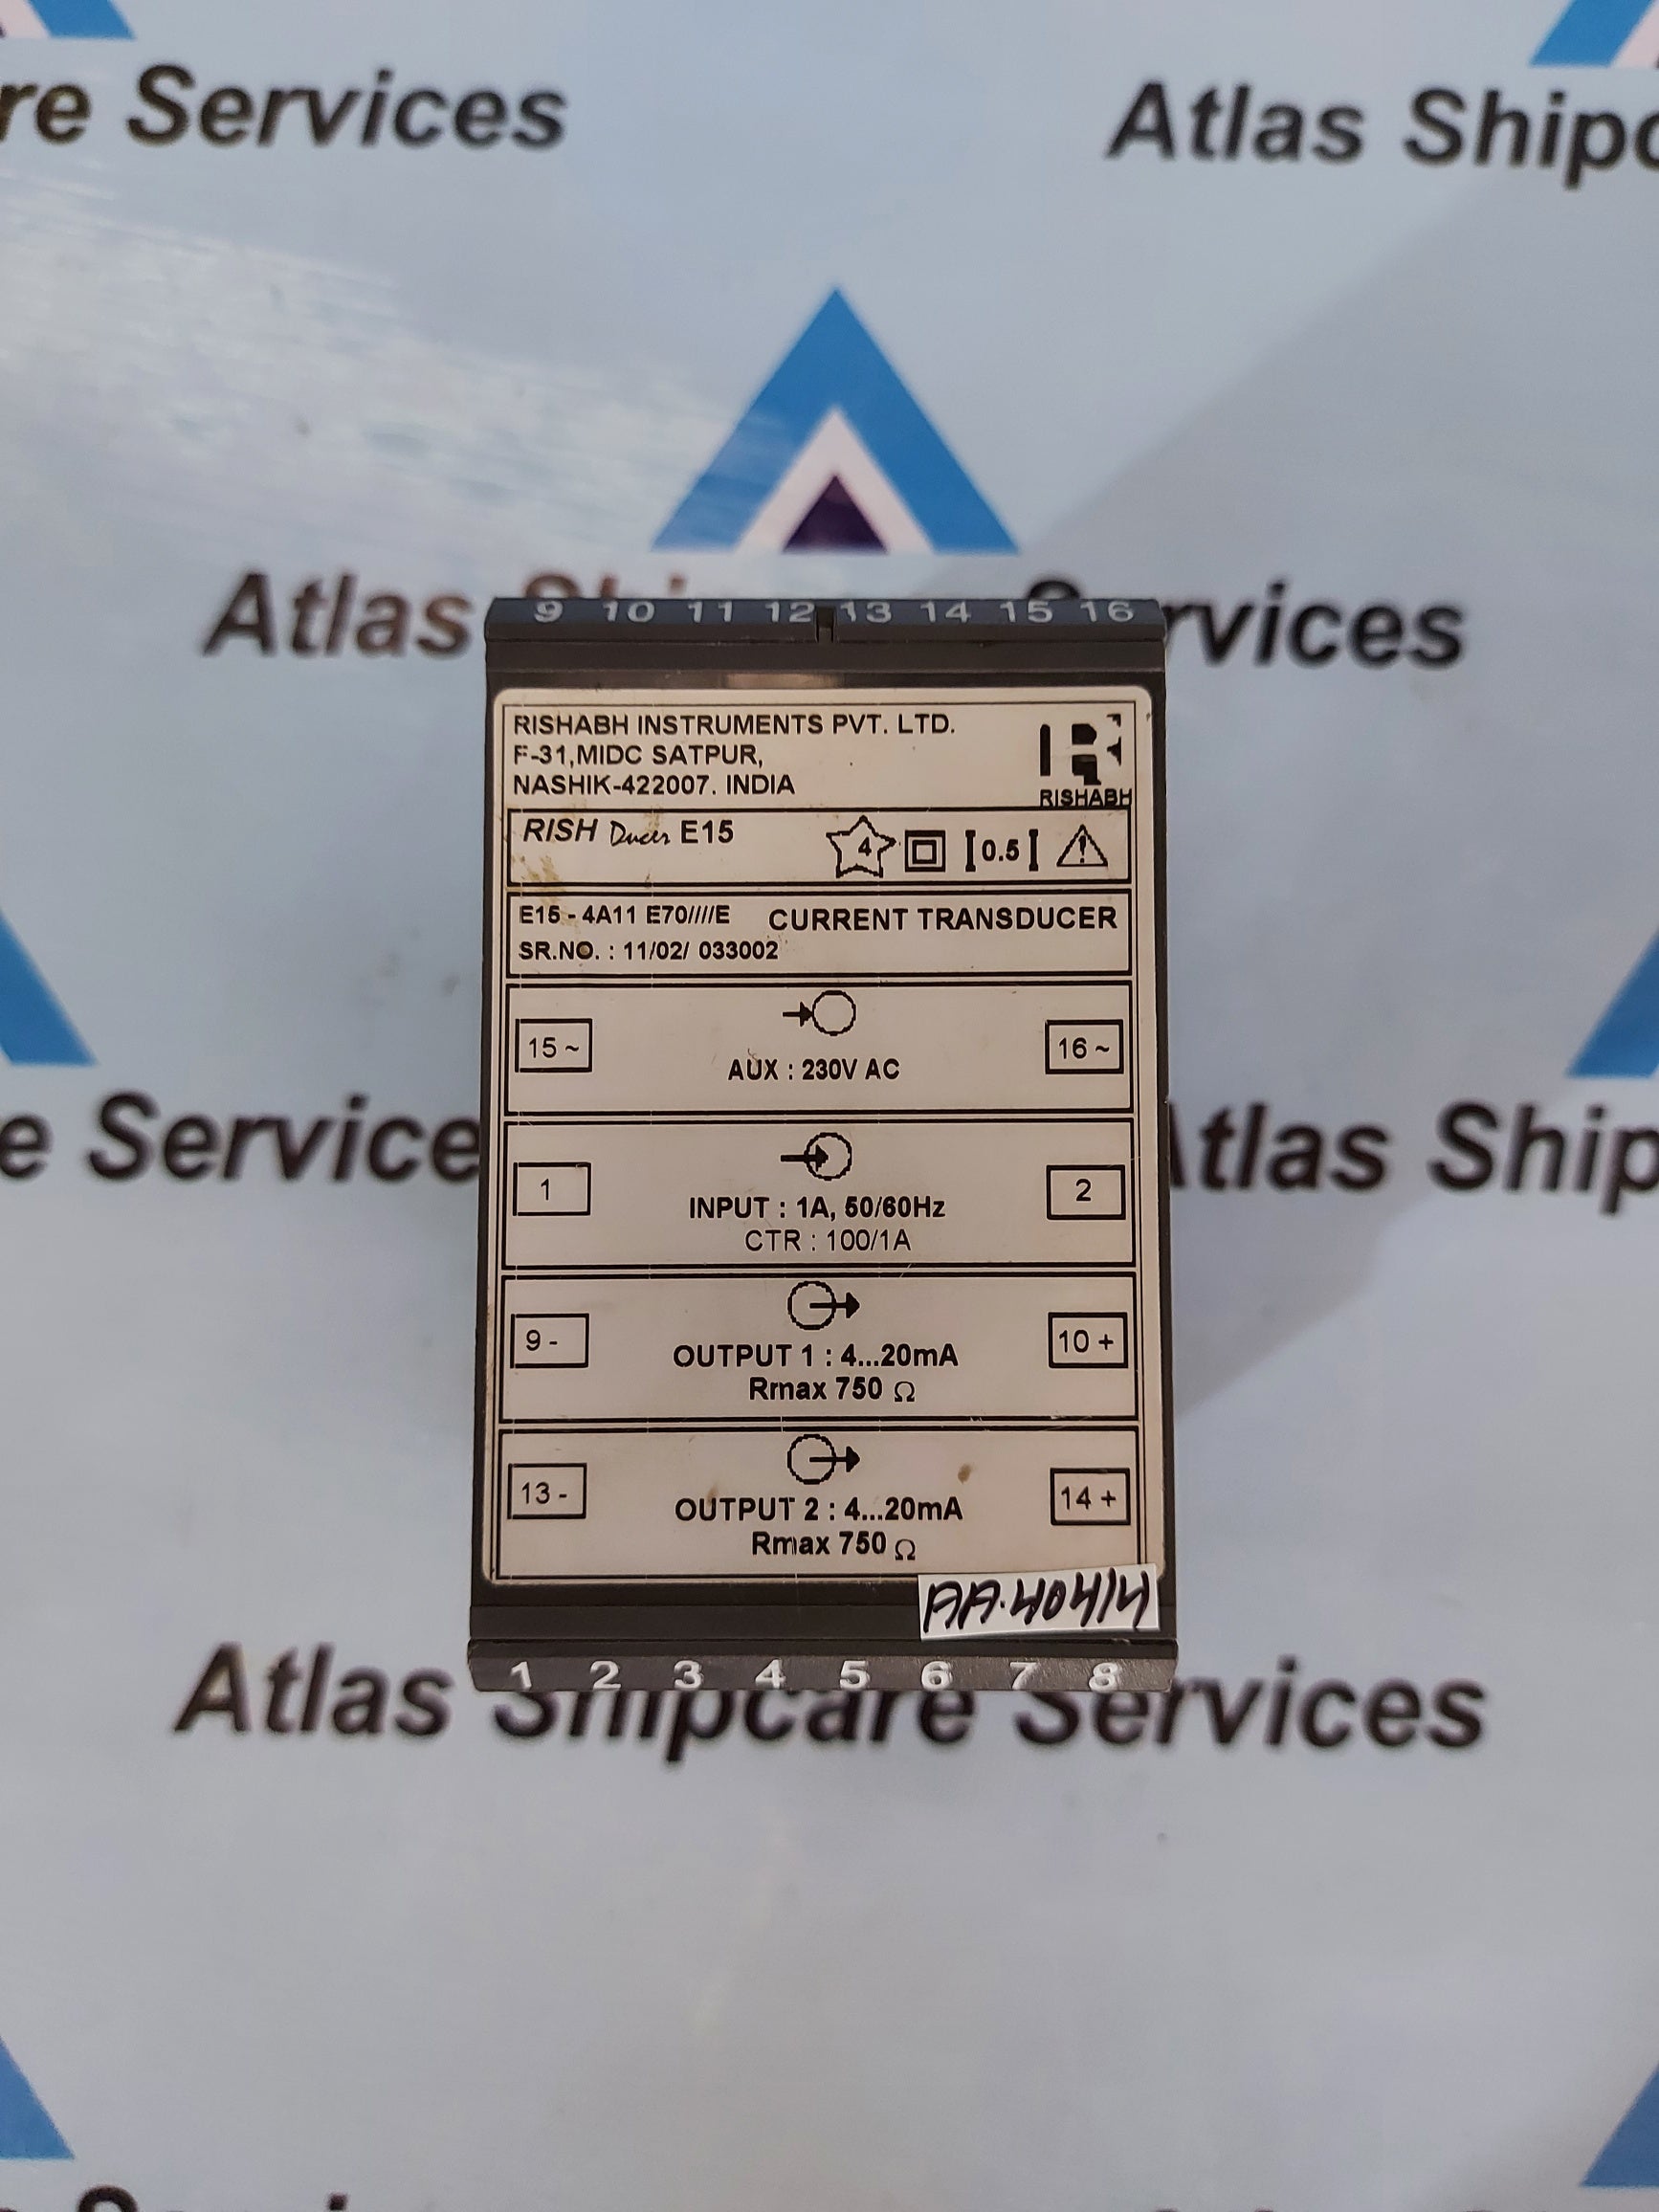 re Services
Atlas Shipc
Atlas Services
9 10 11 12 13 14 15 16
RISHABH INSTRUMENTS PVT. LTD.
F-31,MIDC SATPUR,
NASHIK-422007. INDIA
RISHABH
RISH Ducer E15
4 0.5 !
E15 - 4A11 E70////E CURRENT TRANSDUCER
SR.NO. : 11/02/ 033002
15 ~ 16 ~
AUX : 230V AC
e Service Atlas Ship
1 2
INPUT : 1A, 50/60Hz
CTR : 100/1A
9 - 10 +
OUTPUT 1 : 4...20mA
Rmax 750 Ω
13 - 14 +
OUTPUT 2 : 4...20mA
Rmax 750 Ω
AA.40414
1 2 3 4 5 6 7 8
Atlas Shipcare Services